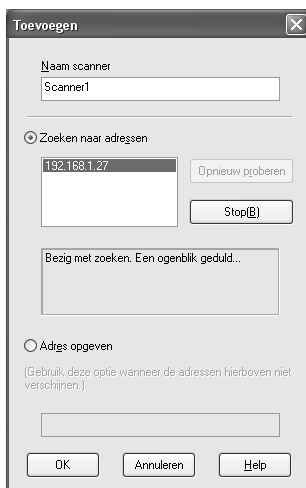 Toevoegen
Naam scanner
Scanner1
Zoeken naar adressen
192.168.1.27
Opnieuw proberen
Stop(B)
Bezig met zoeken. Een ogenblik geduld...
Adres opgeven
(Gebruik deze optie wanneer de adressen hierboven niet
verschijnen.)
OK
Annuleren
Help